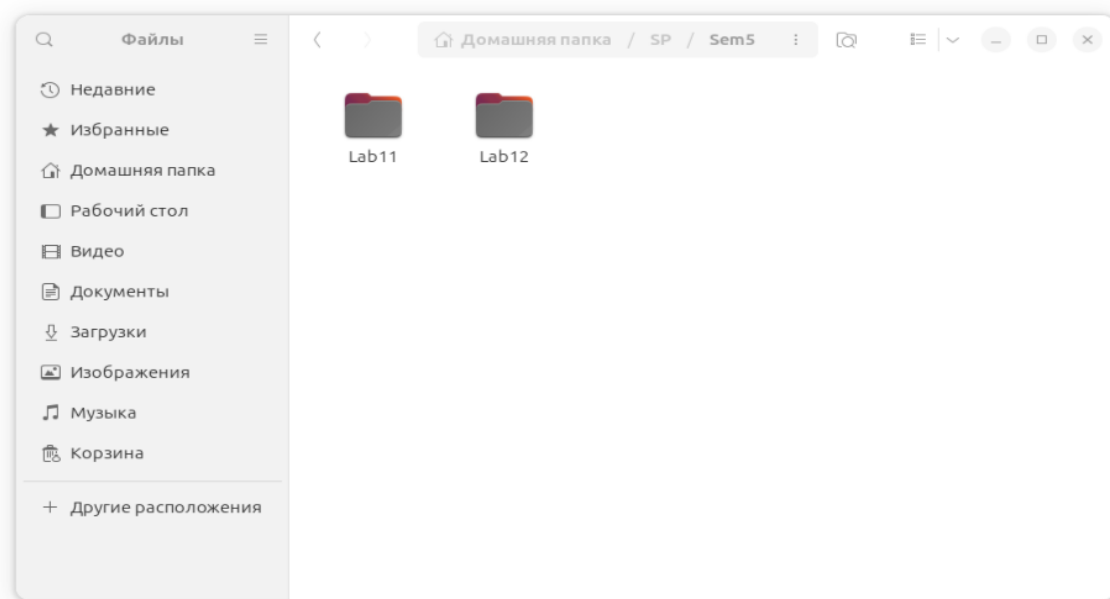 Файлы
Домашняя папка / SP / Sem5
Недавние
Избранные
Домашняя папка
Рабочий стол
Видео
Документы
Загрузки
Изображения
Музыка
Корзина
Другие расположения
Lab11
Lab12